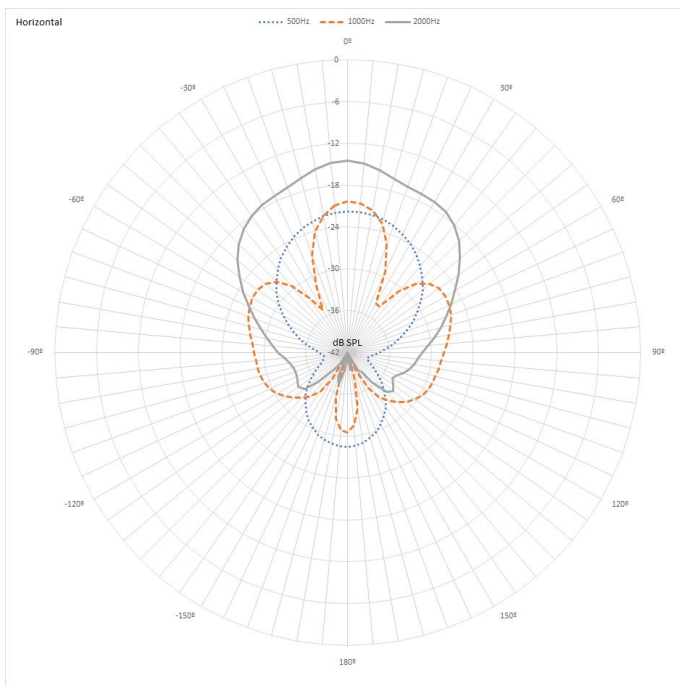 Horizontal
500Hz 1000Hz 2000Hz
0º
0
-30º 30º
-6
-12
-18
-60º 60º
-24
-30
-36
dB SPL
-90º -42 90º
-120º 120º
-150º 150º
180º